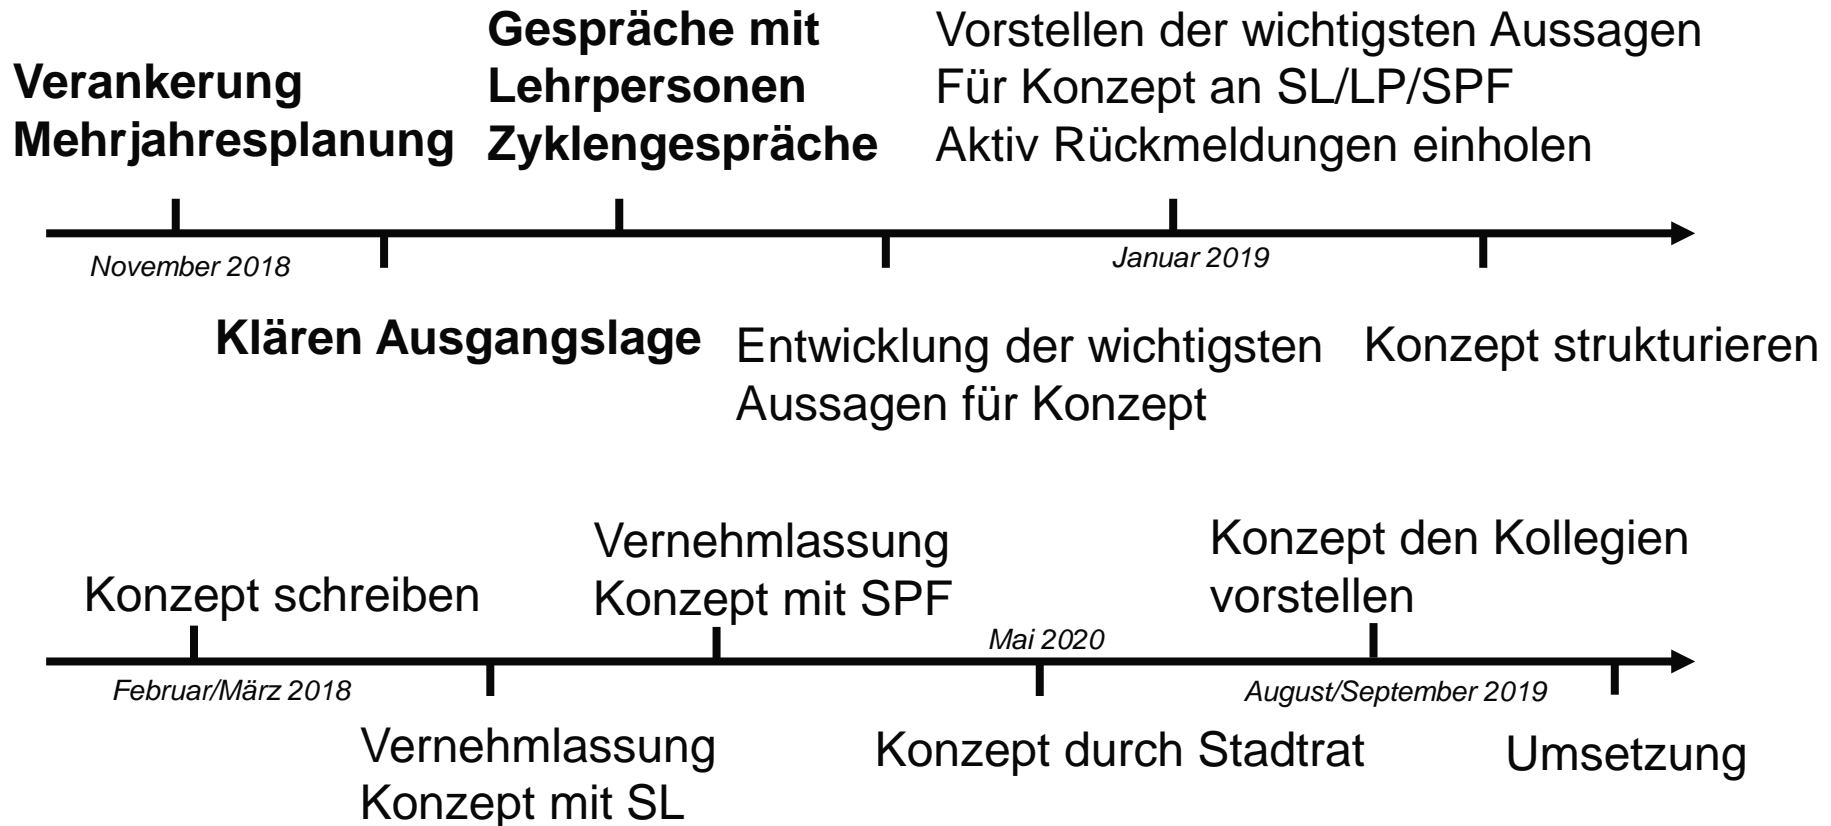 Verankerung
Mehrjahresplanung
Gespräche mit
Lehrpersonen
Zyklengespräche
Vorstellen der wichtigsten Aussagen
Für Konzept an SL/LP/SPF
Aktiv Rückmeldungen einholen
November 2018
Januar 2019
Klären Ausgangslage
Entwicklung der wichtigsten
Aussagen für Konzept
Konzept strukturieren
Konzept schreiben
Vernehmlassung
Konzept mit SPF
Konzept den Kollegien
vorstellen
Mai 2020
Februar/März 2018
August/September 2019
Vernehmlassung
Konzept mit SL
Konzept durch Stadtrat
Umsetzung